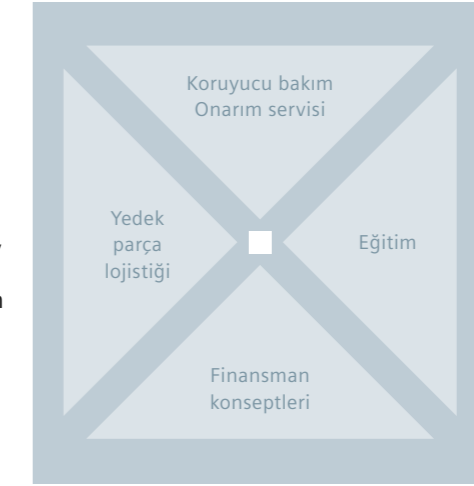 Koruyucu bakım
Onarım servisi
Yedek
parça
lojistiği
Eğitim
Finansman
konseptleri